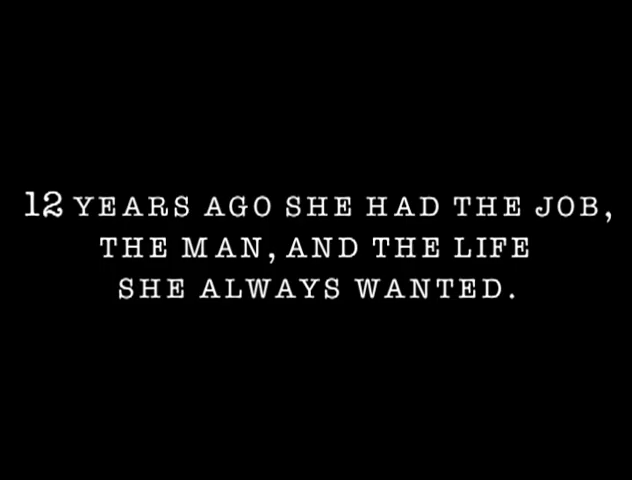 12 YEARS AGO SHE HAD THE JOB,
THE MAN, AND THE LIFE
SHE ALWAYS WANTED.